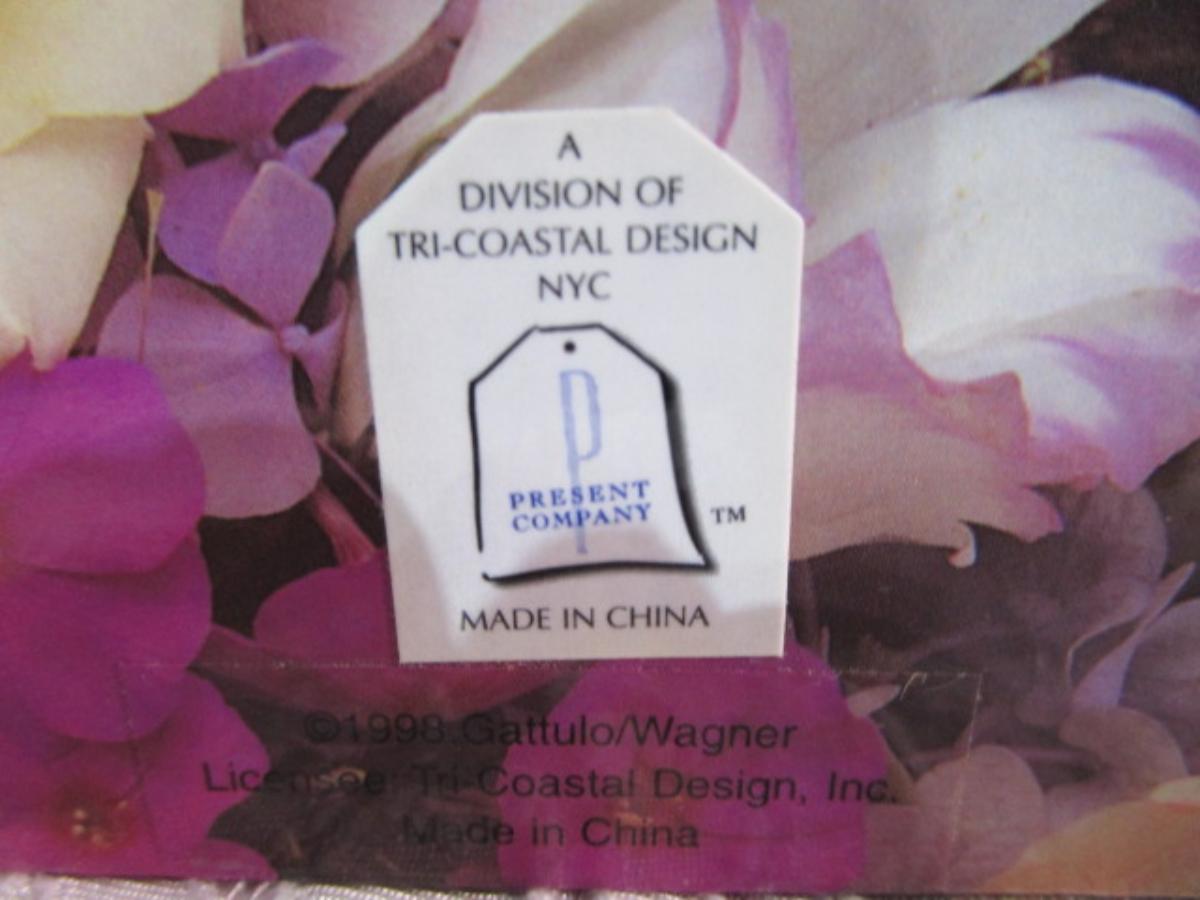 A
DIVISION OF
TRI-COASTAL DESIGN
NYC
P
PRESENT
COMPANY
TM
MADE IN CHINA
©1998 Gattulo/Wagner
Licensee: Tri-Coastal Design, Inc.
Made in China